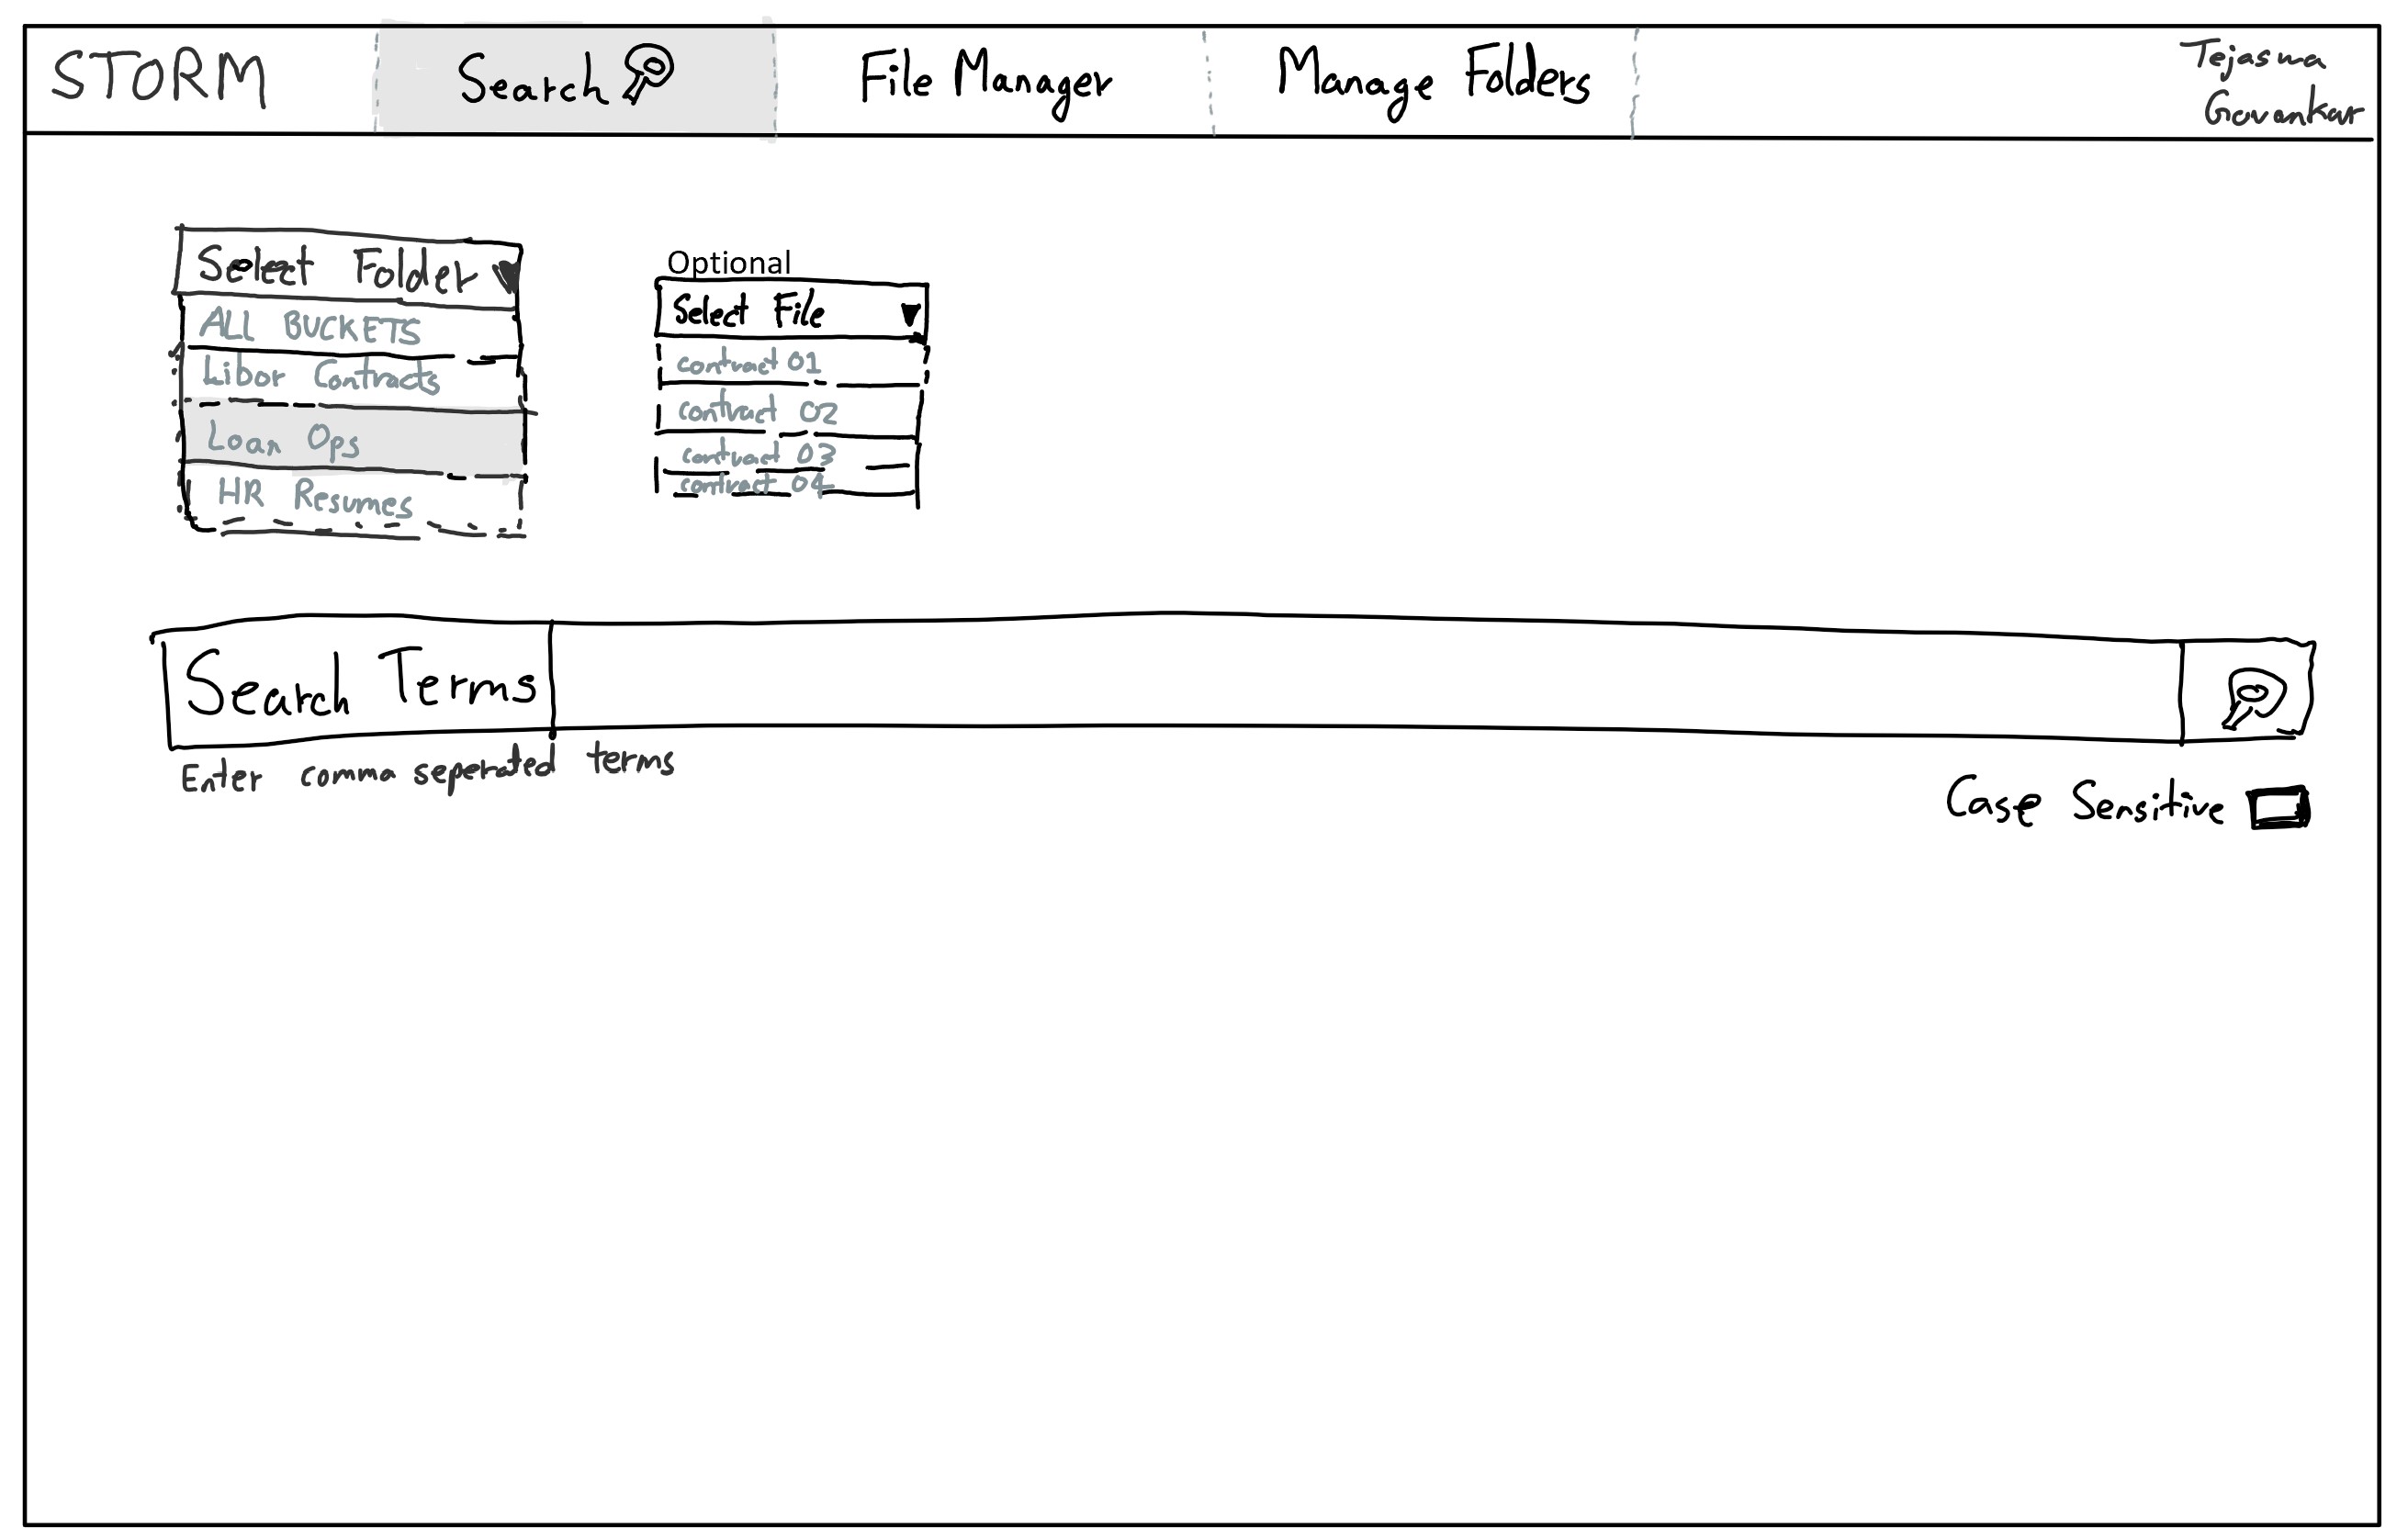 STORM
Search
File Manager
Manage Folders
Tejasma
Govankar
Select Folder
ALL BUCKETS
Libor Contracts
Loan Ops
HR Resumes
Optional
Select File
contract 01
contract 02
contract 03
contract 04
Search Terms
Enter comma seperated terms
Case Sensitive